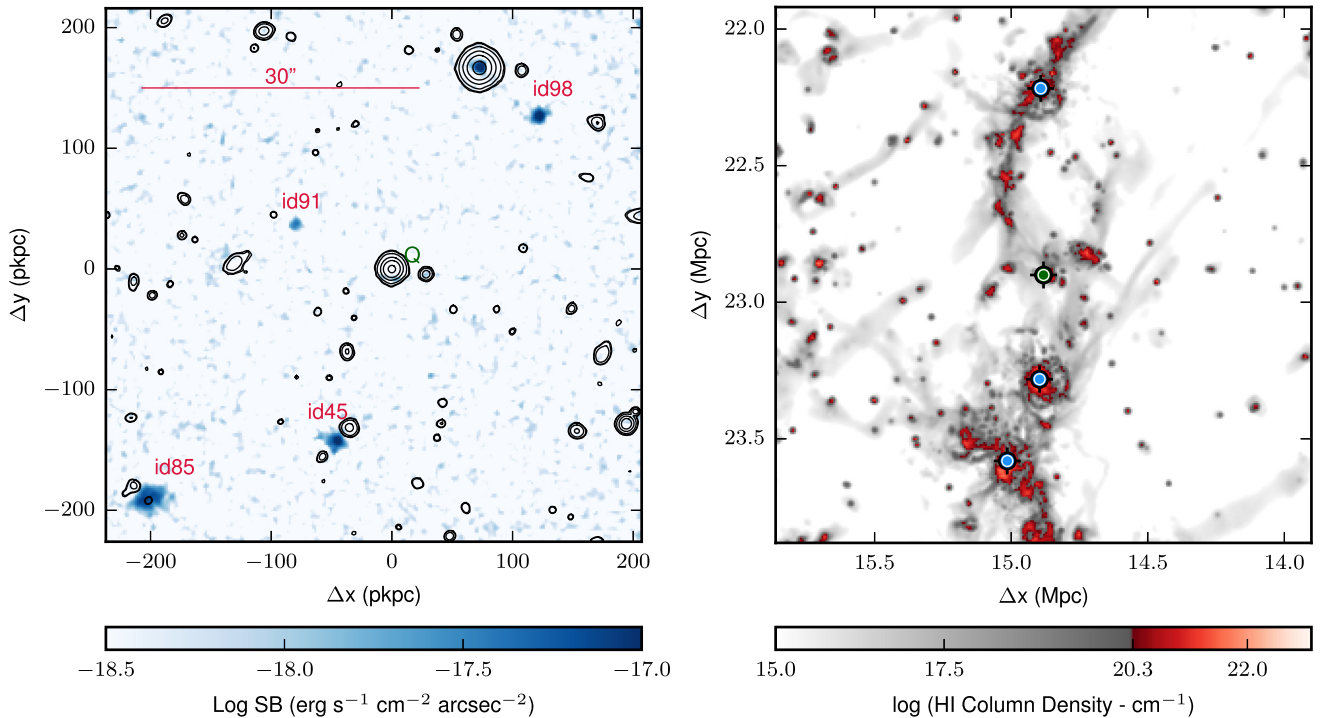 200
100
0
−100
−200
Δy (pkpc)
30”
id98
id91
Q
id45
id85
−200
−100
0
100
200
Δx (pkpc)
−18.5
−18.0
−17.5
−17.0
Log SB (erg s⁻¹ cm⁻² arcsec⁻²)
22.0
22.5
23.0
23.5
Δy (Mpc)
15.5
15.0
14.5
14.0
Δx (Mpc)
15.0
17.5
20.3
22.0
log (HI Column Density - cm⁻¹)